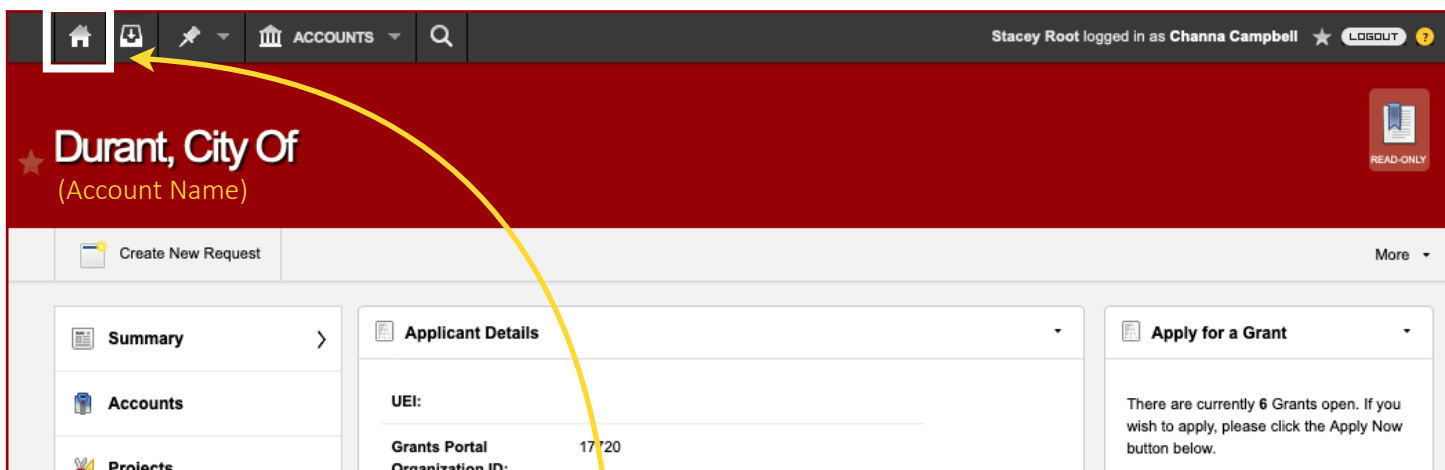 ACCOUNTS
Stacey Root logged in as Channa Campbell LOGOUT ?
Durant, City Of
(Account Name)
READ-ONLY
Create New Request
More
Summary
Accounts
Projects
Applicant Details
UEI:
Grants Portal 17720
Organization ID:
Apply for a Grant
There are currently 6 Grants open. If you
wish to apply, please click the Apply Now
button below.